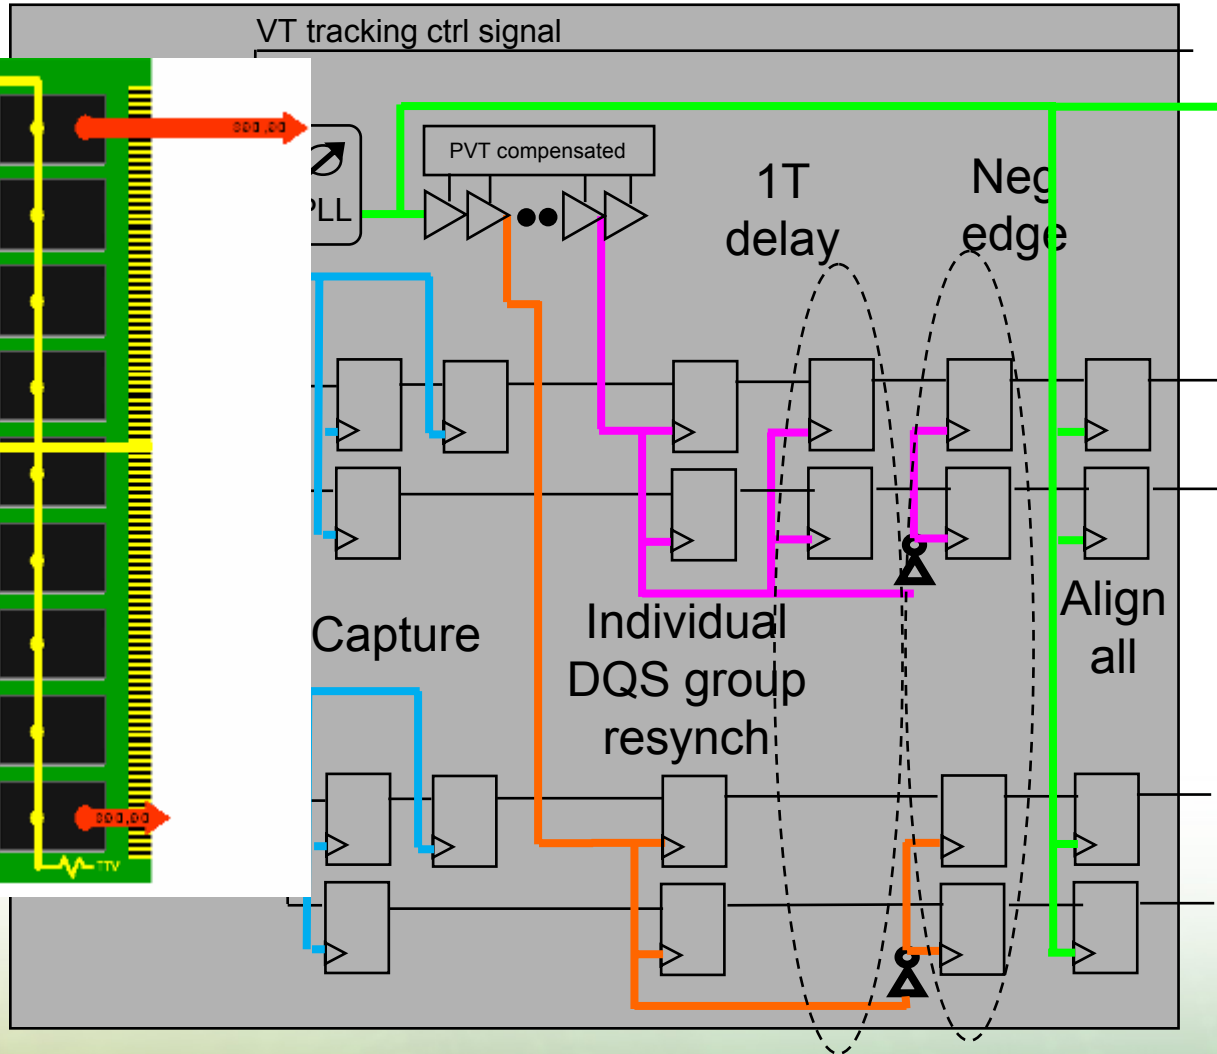 VT tracking ctrl signal
PVT compensated
PLL
1T
delay
Neg
edge
Capture
Individual
DQS group
resynch
Align
all